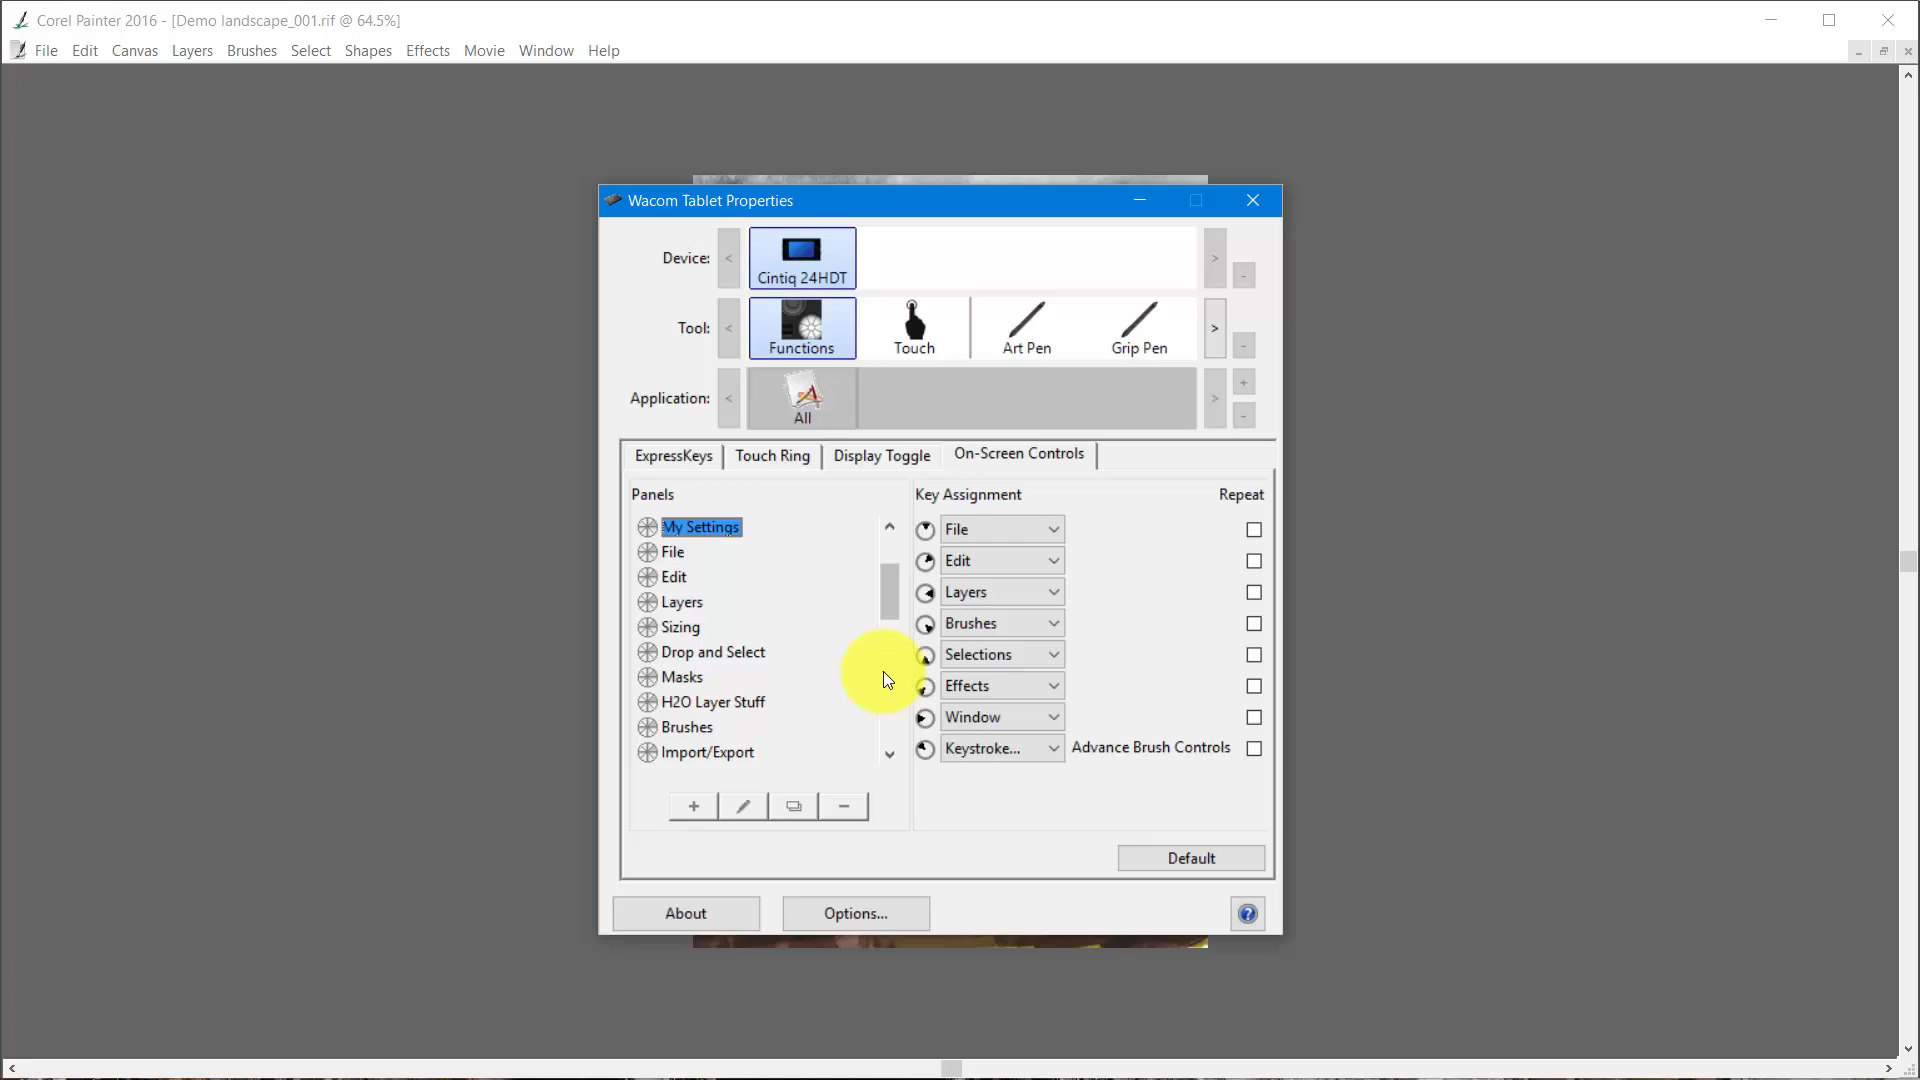 Corel Painter 2016 - [Demo landscape_001.rif @ 64.5%]
File Edit Canvas Layers Brushes Select Shapes Effects Movie Window Help
Wacom Tablet Properties
Device: < Cintiq 24HDT > -
Tool: < Functions Touch Art Pen Grip Pen > -
Application: < All > + -
ExpressKeys Touch Ring Display Toggle On-Screen Controls
Panels
My Settings
File
Edit
Layers
Sizing
Drop and Select
Masks
H2O Layer Stuff
Brushes
Import/Export
Key Assignment Repeat
File
Edit
Layers
Brushes
Selections
Effects
Window
Keystroke... Advance Brush Controls
Default
About Options... ?